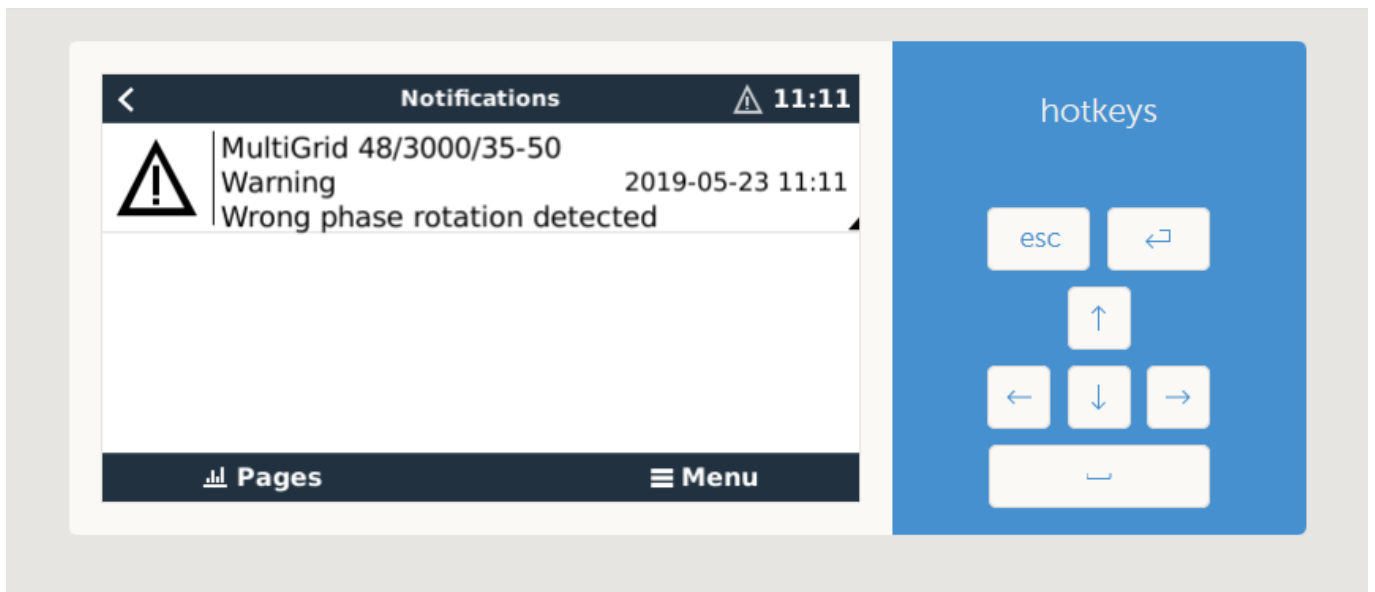 Notifications 11:11
MultiGrid 48/3000/35-50
Warning 2019-05-23 11:11
Wrong phase rotation detected
Pages Menu
hotkeys
esc